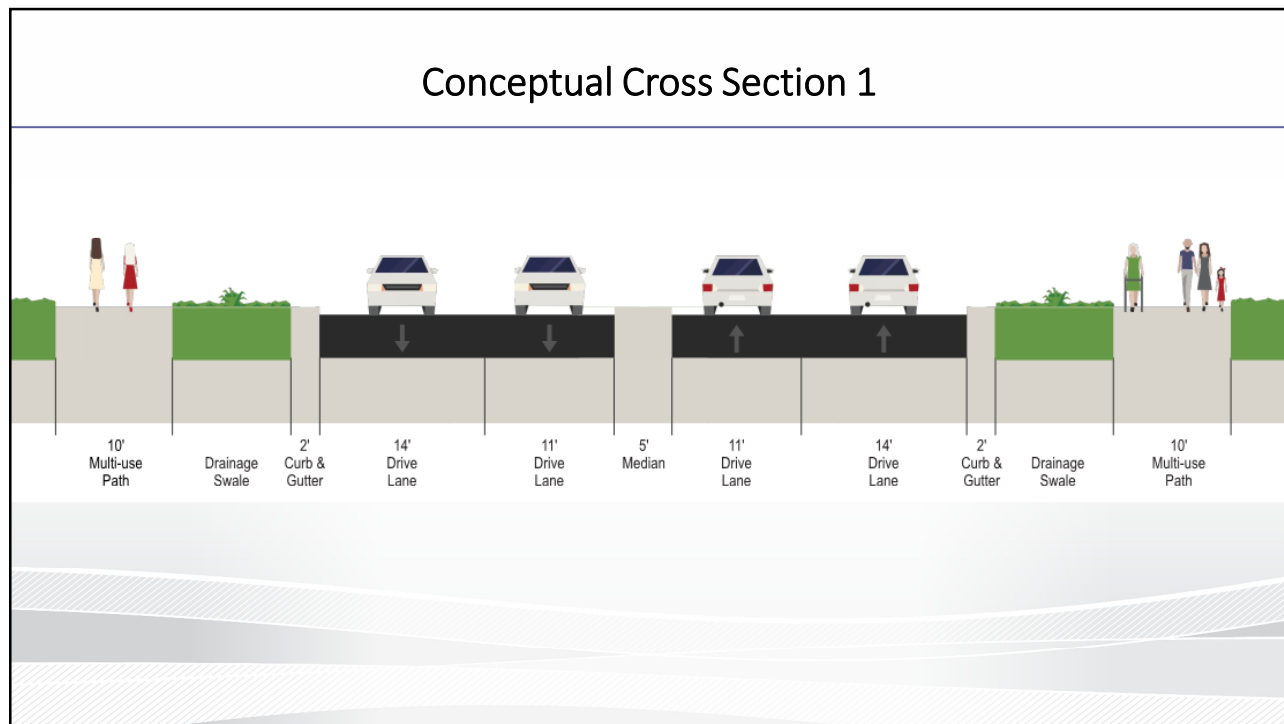 Conceptual Cross Section 1
10'
Multi-use
Path
Drainage
Swale
2'
Curb &
Gutter
14'
Drive
Lane
11'
Drive
Lane
5'
Median
11'
Drive
Lane
14'
Drive
Lane
2'
Curb &
Gutter
Drainage
Swale
10'
Multi-use
Path